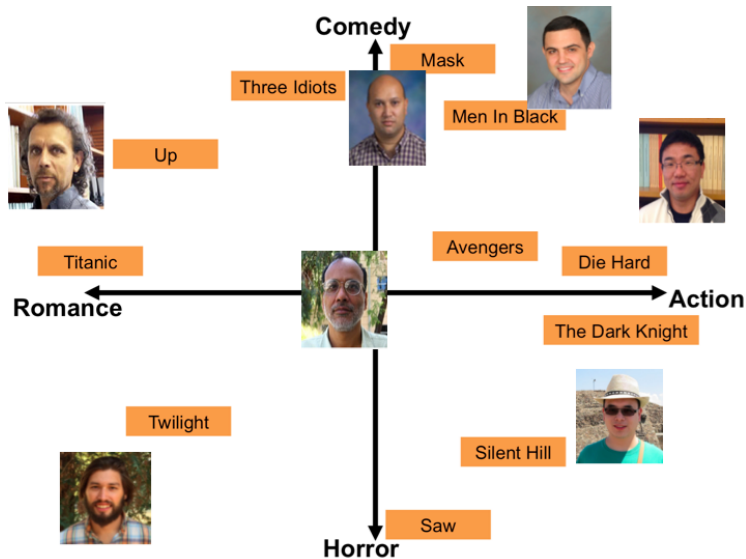 Comedy
Mask
Three Idiots
Men In Black
Up
Avengers
Titanic
Die Hard
Romance
Action
The Dark Knight
Twilight
Silent Hill
Saw
Horror